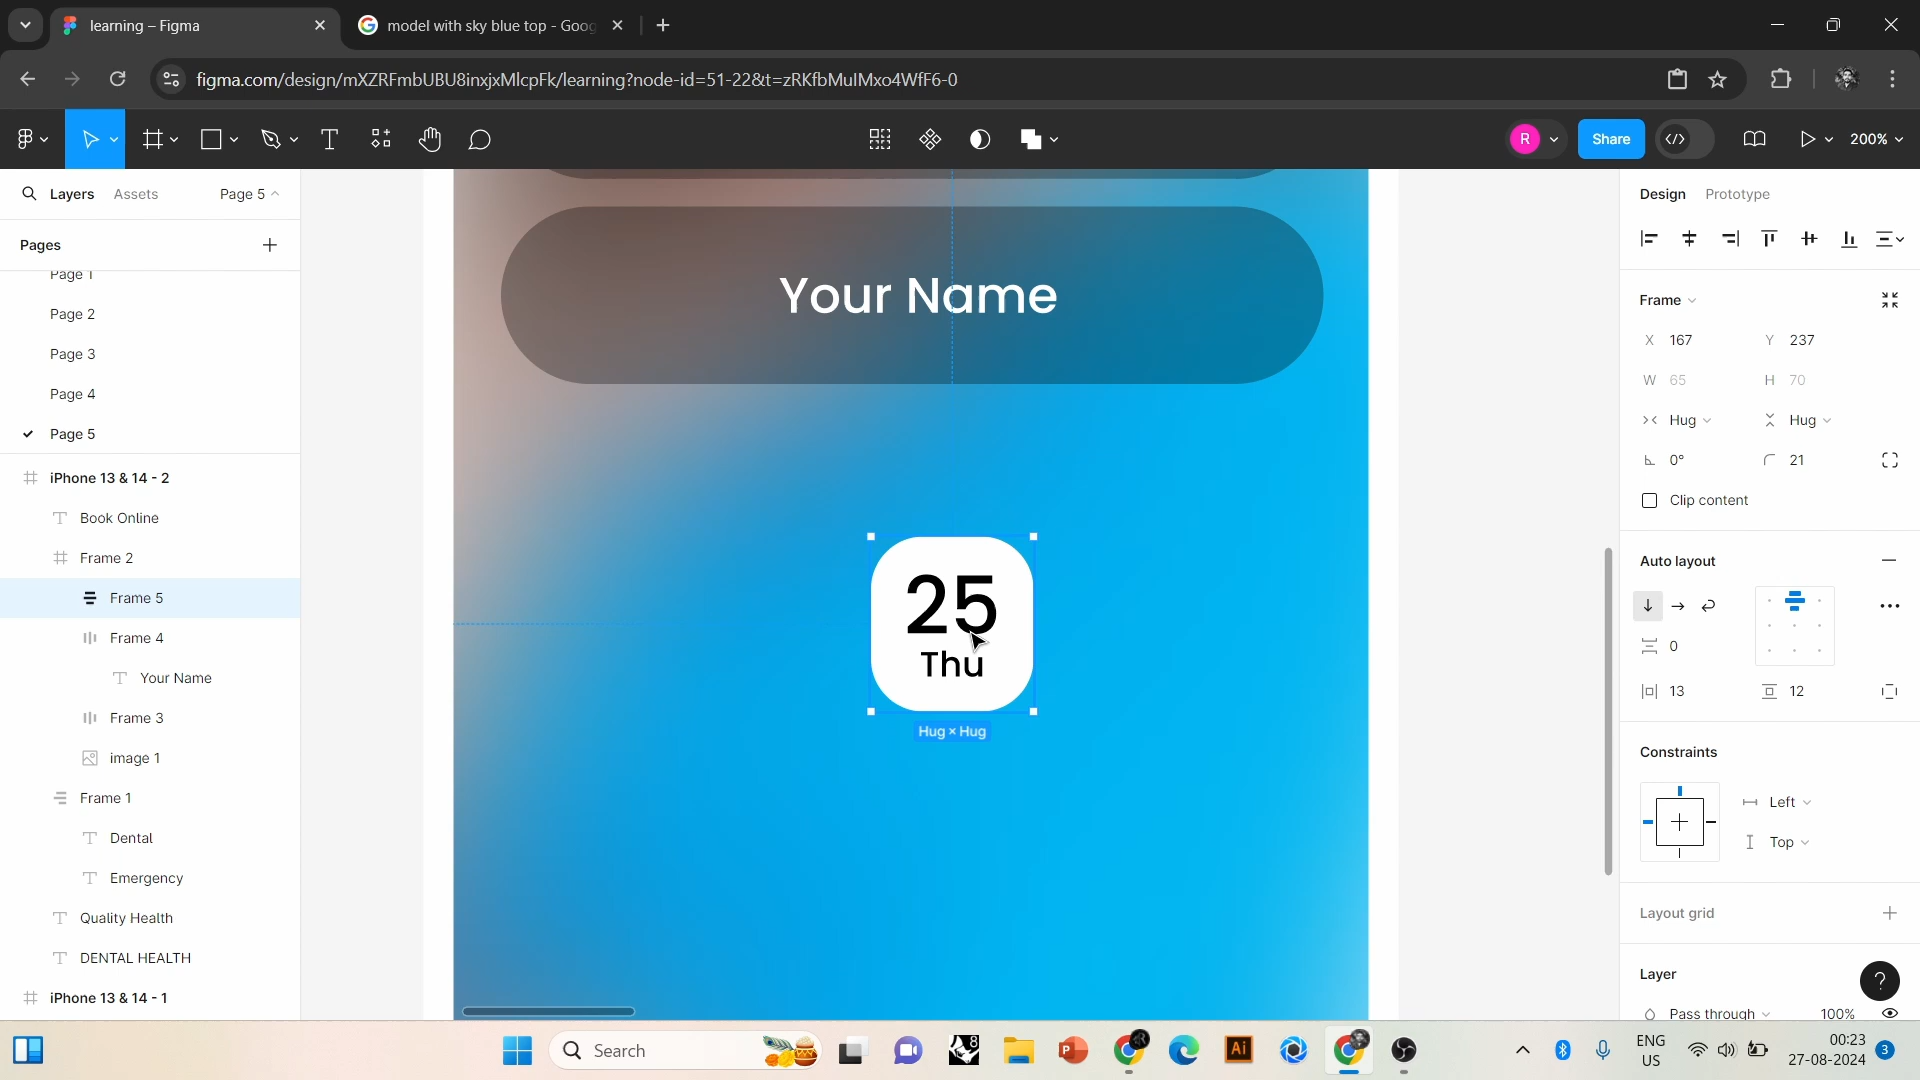 learning – Figma
model with sky blue top - Goog
figma.com/design/mXZRFmbUBU8inxjxMlcpFk/learning?node-id=51-22&t=zRKfbMulMxo4WfF6-0
R
Share
200%
Layers
Assets
Page 5
Pages
Page 1
Page 2
Page 3
Page 4
Page 5
iPhone 13 & 14 - 2
Book Online
Frame 2
Frame 5
Frame 4
Your Name
Frame 3
image 1
Frame 1
Dental
Emergency
Quality Health
DENTAL HEALTH
iPhone 13 & 14 - 1
Your Name
25
Thu
Hug × Hug
Design
Prototype
Frame
X 167
Y 237
W 65
H 70
Hug
Hug
0°
21
Clip content
Auto layout
0
13
12
Constraints
Left
Top
Layout grid
Layer
?
Pass through
100%
Search
8
Ai
ENG
US
00:23
27-08-2024
3